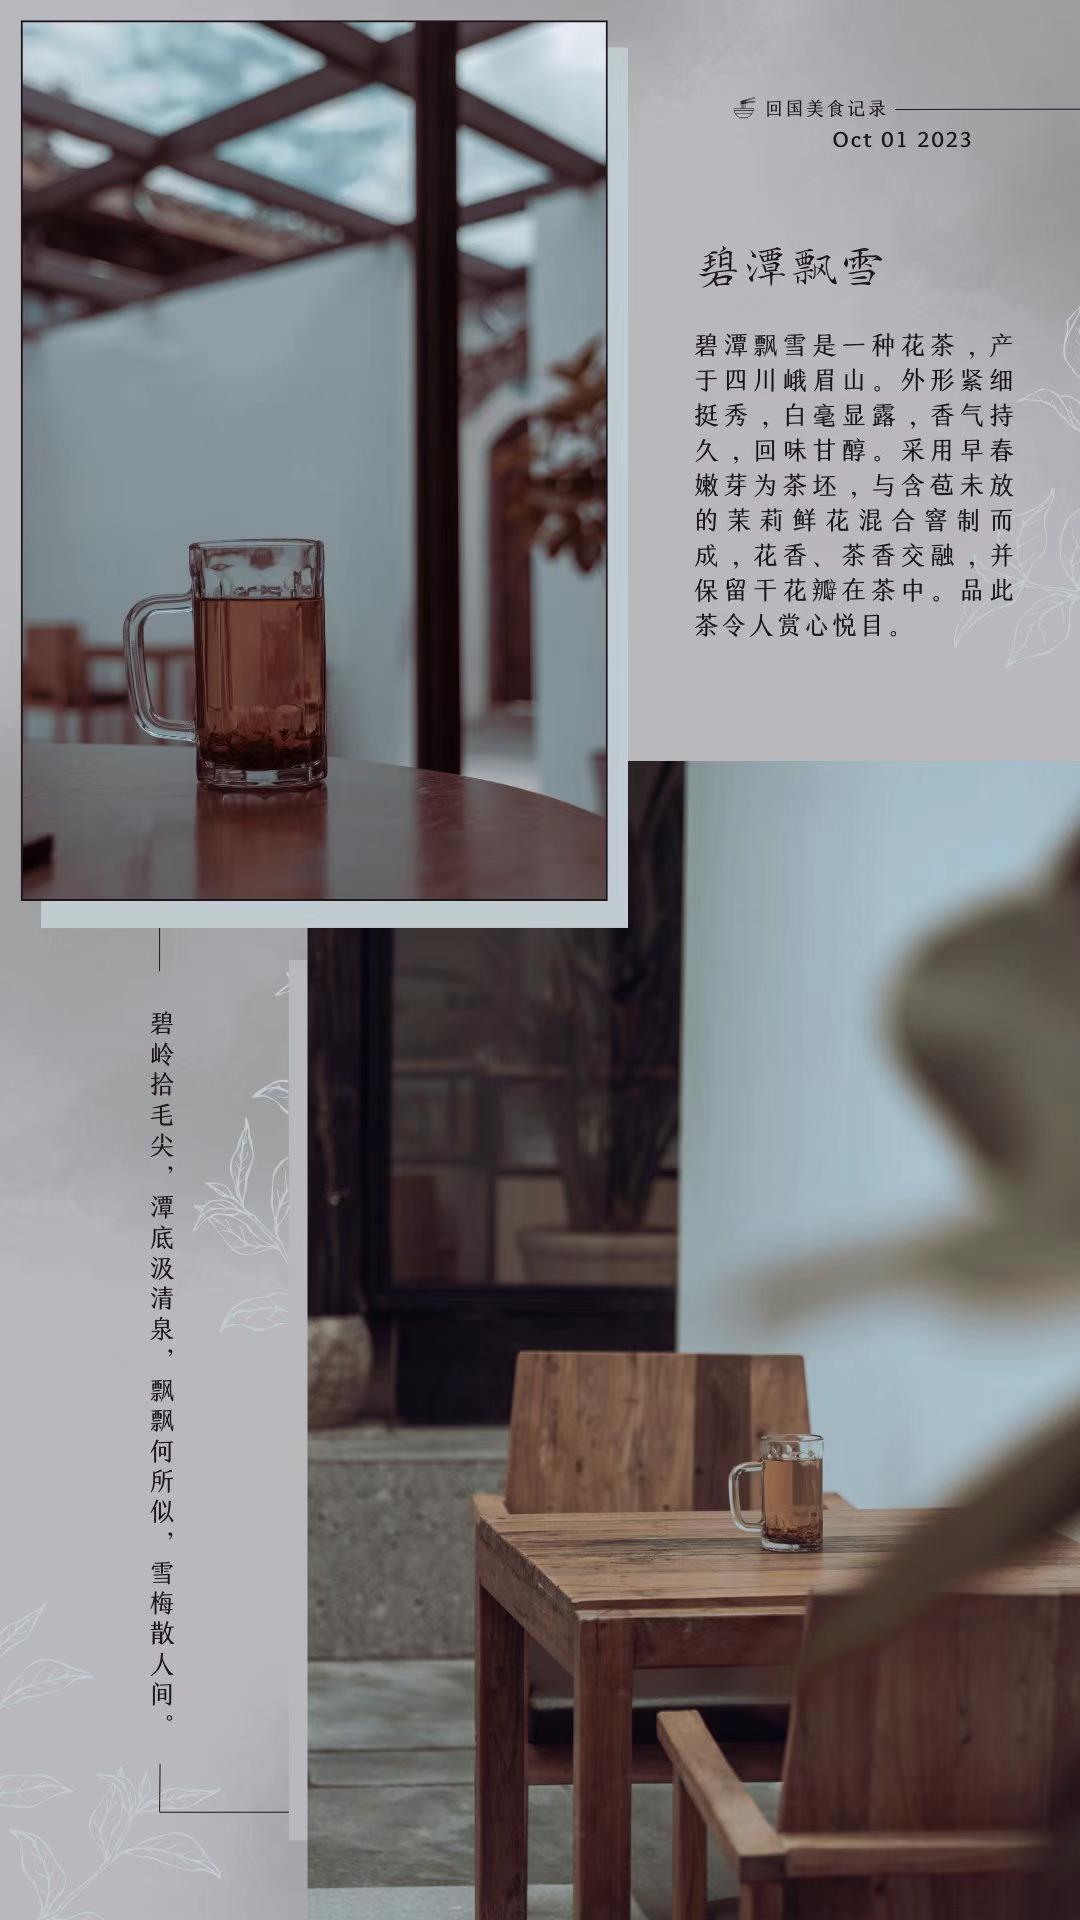 回国美食记录
Oct 01 2023
碧潭飘雪
碧潭飘雪是一种花茶，产
于四川峨眉山。外形紧细
挺秀，白毫显露，香气持
久，回味甘醇。采用早春
嫩芽为茶坯，与含苞未放
的茉莉鲜花混合窨制而
成，花香、茶香交融，并
保留干花瓣在茶中。品此
茶令人赏心悦目。
碧岭拾毛尖，潭底汲清泉，飘飘何所似，雪梅散人间。